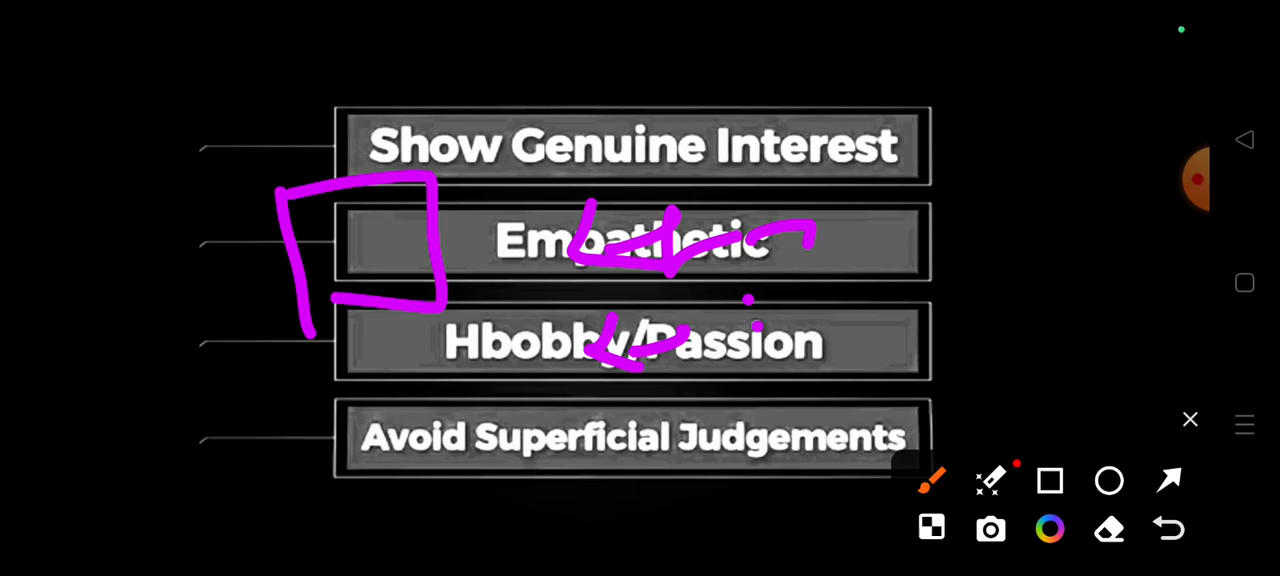 Show Genuine Interest
Empathetic
Hbobby/Passion
Avoid Superficial Judgements